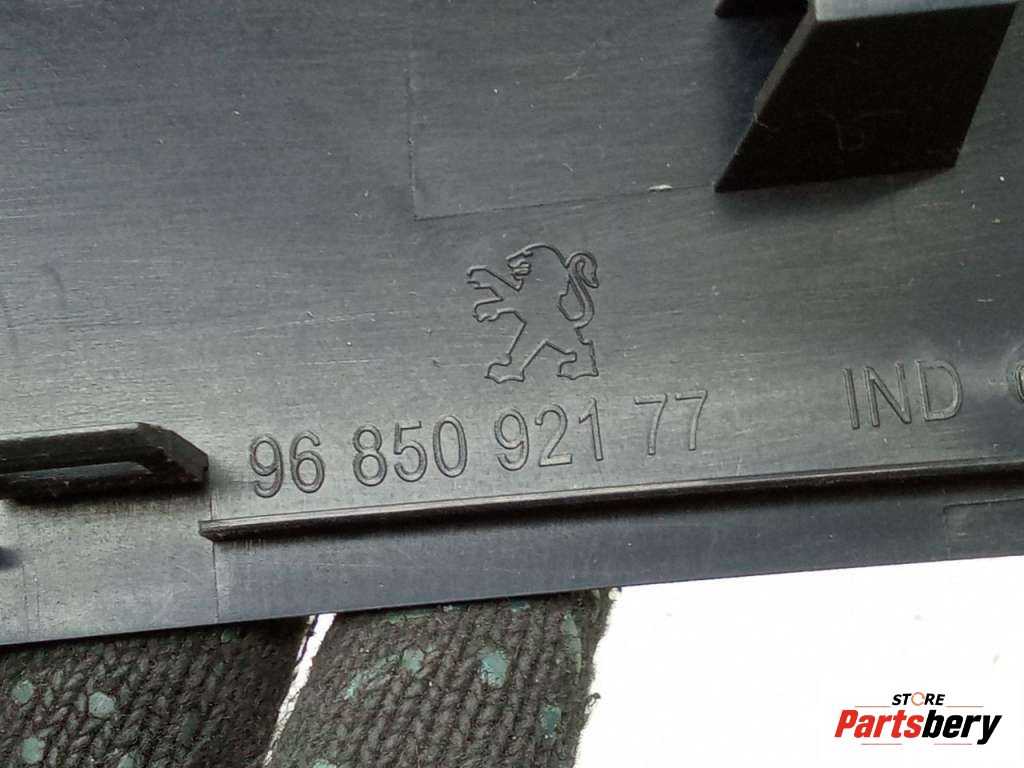 96 850 921 77
IND
STORE
Partsbery